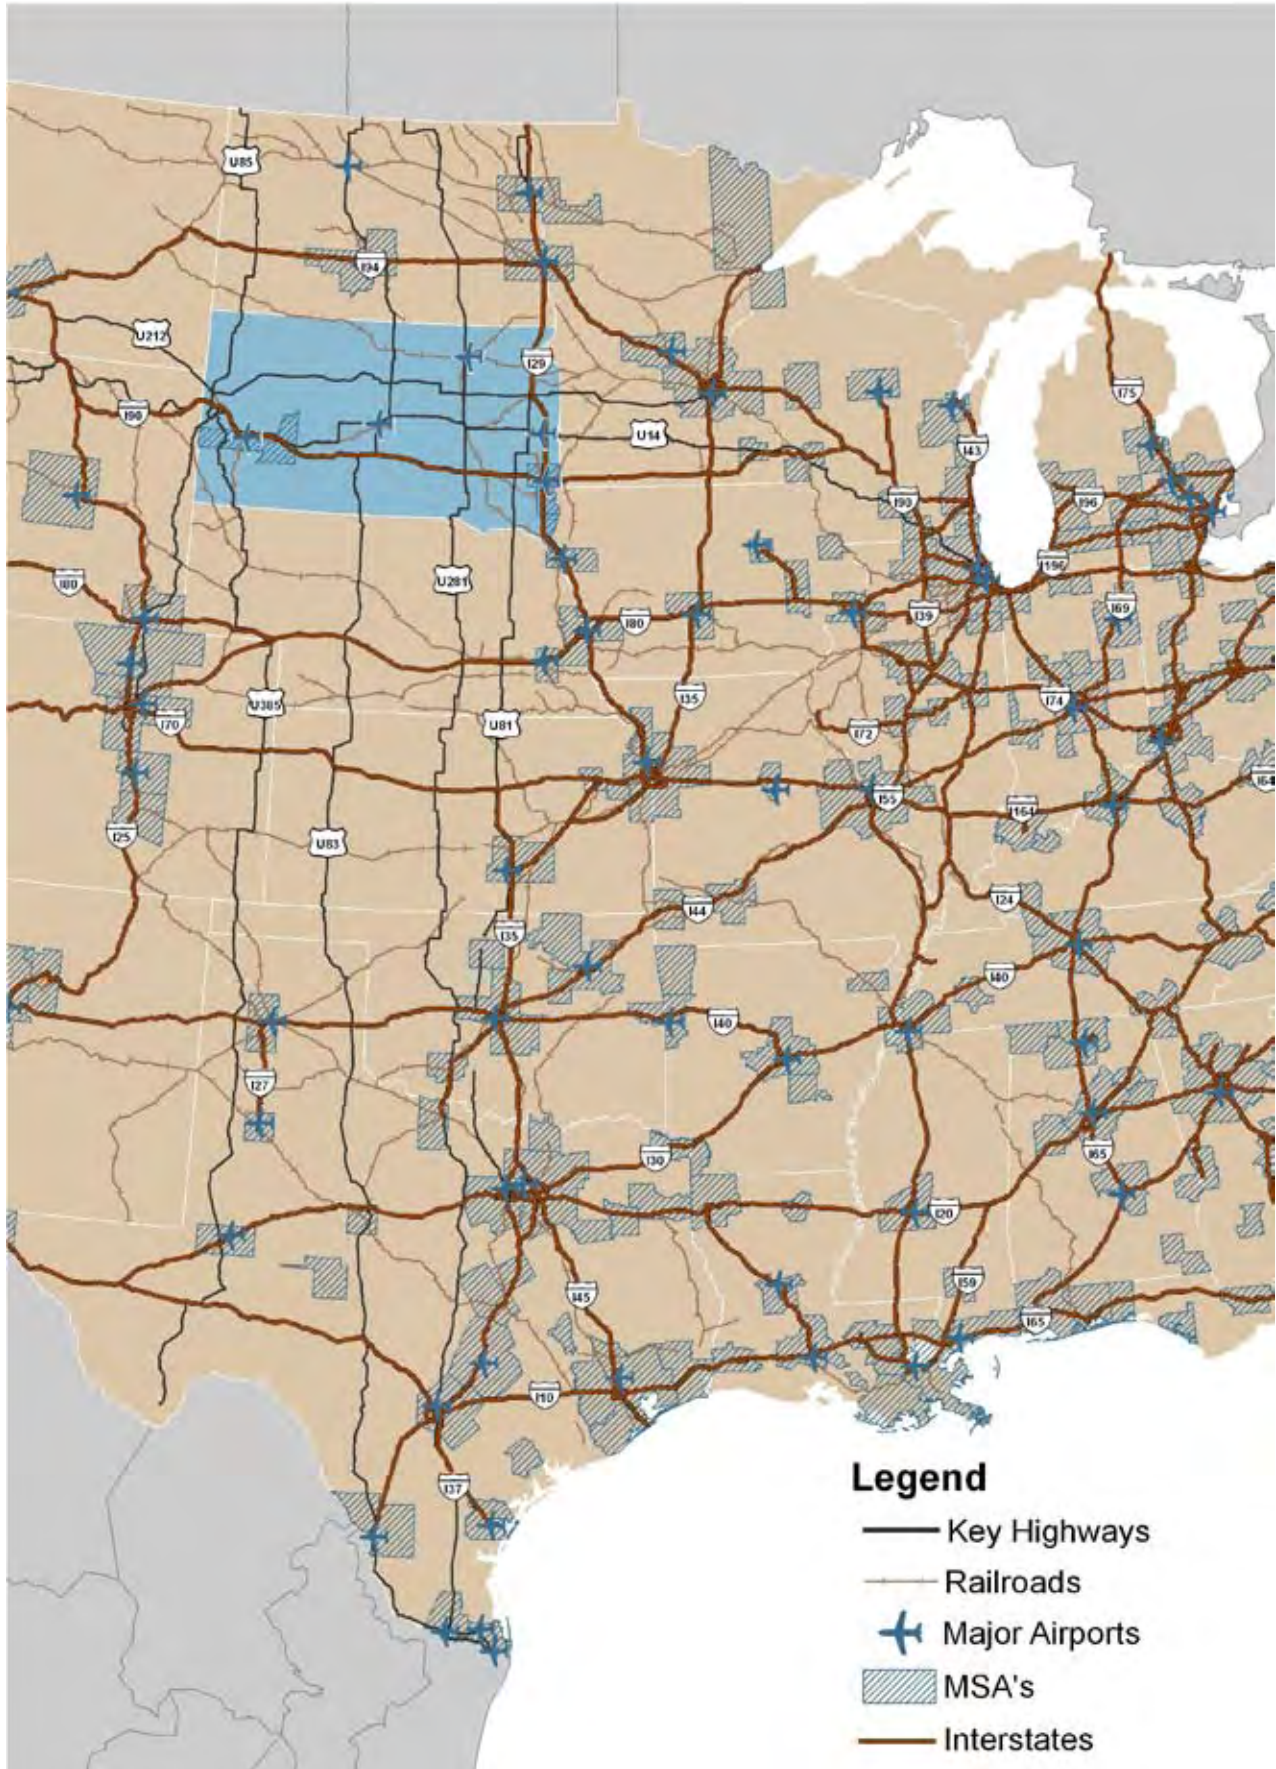 U85
I94
U212
I29
I75
I90
U14
I43
I90
I96
I80
U281
I196
I80
I39
I69
I35
U385
I74
I70
U81
I72
I64
I55
I164
I25
U83
I24
I44
I35
I40
I40
I27
I65
I30
I20
I59
I45
I65
I10
I37
Legend
Key Highways
Railroads
Major Airports
MSA's
Interstates